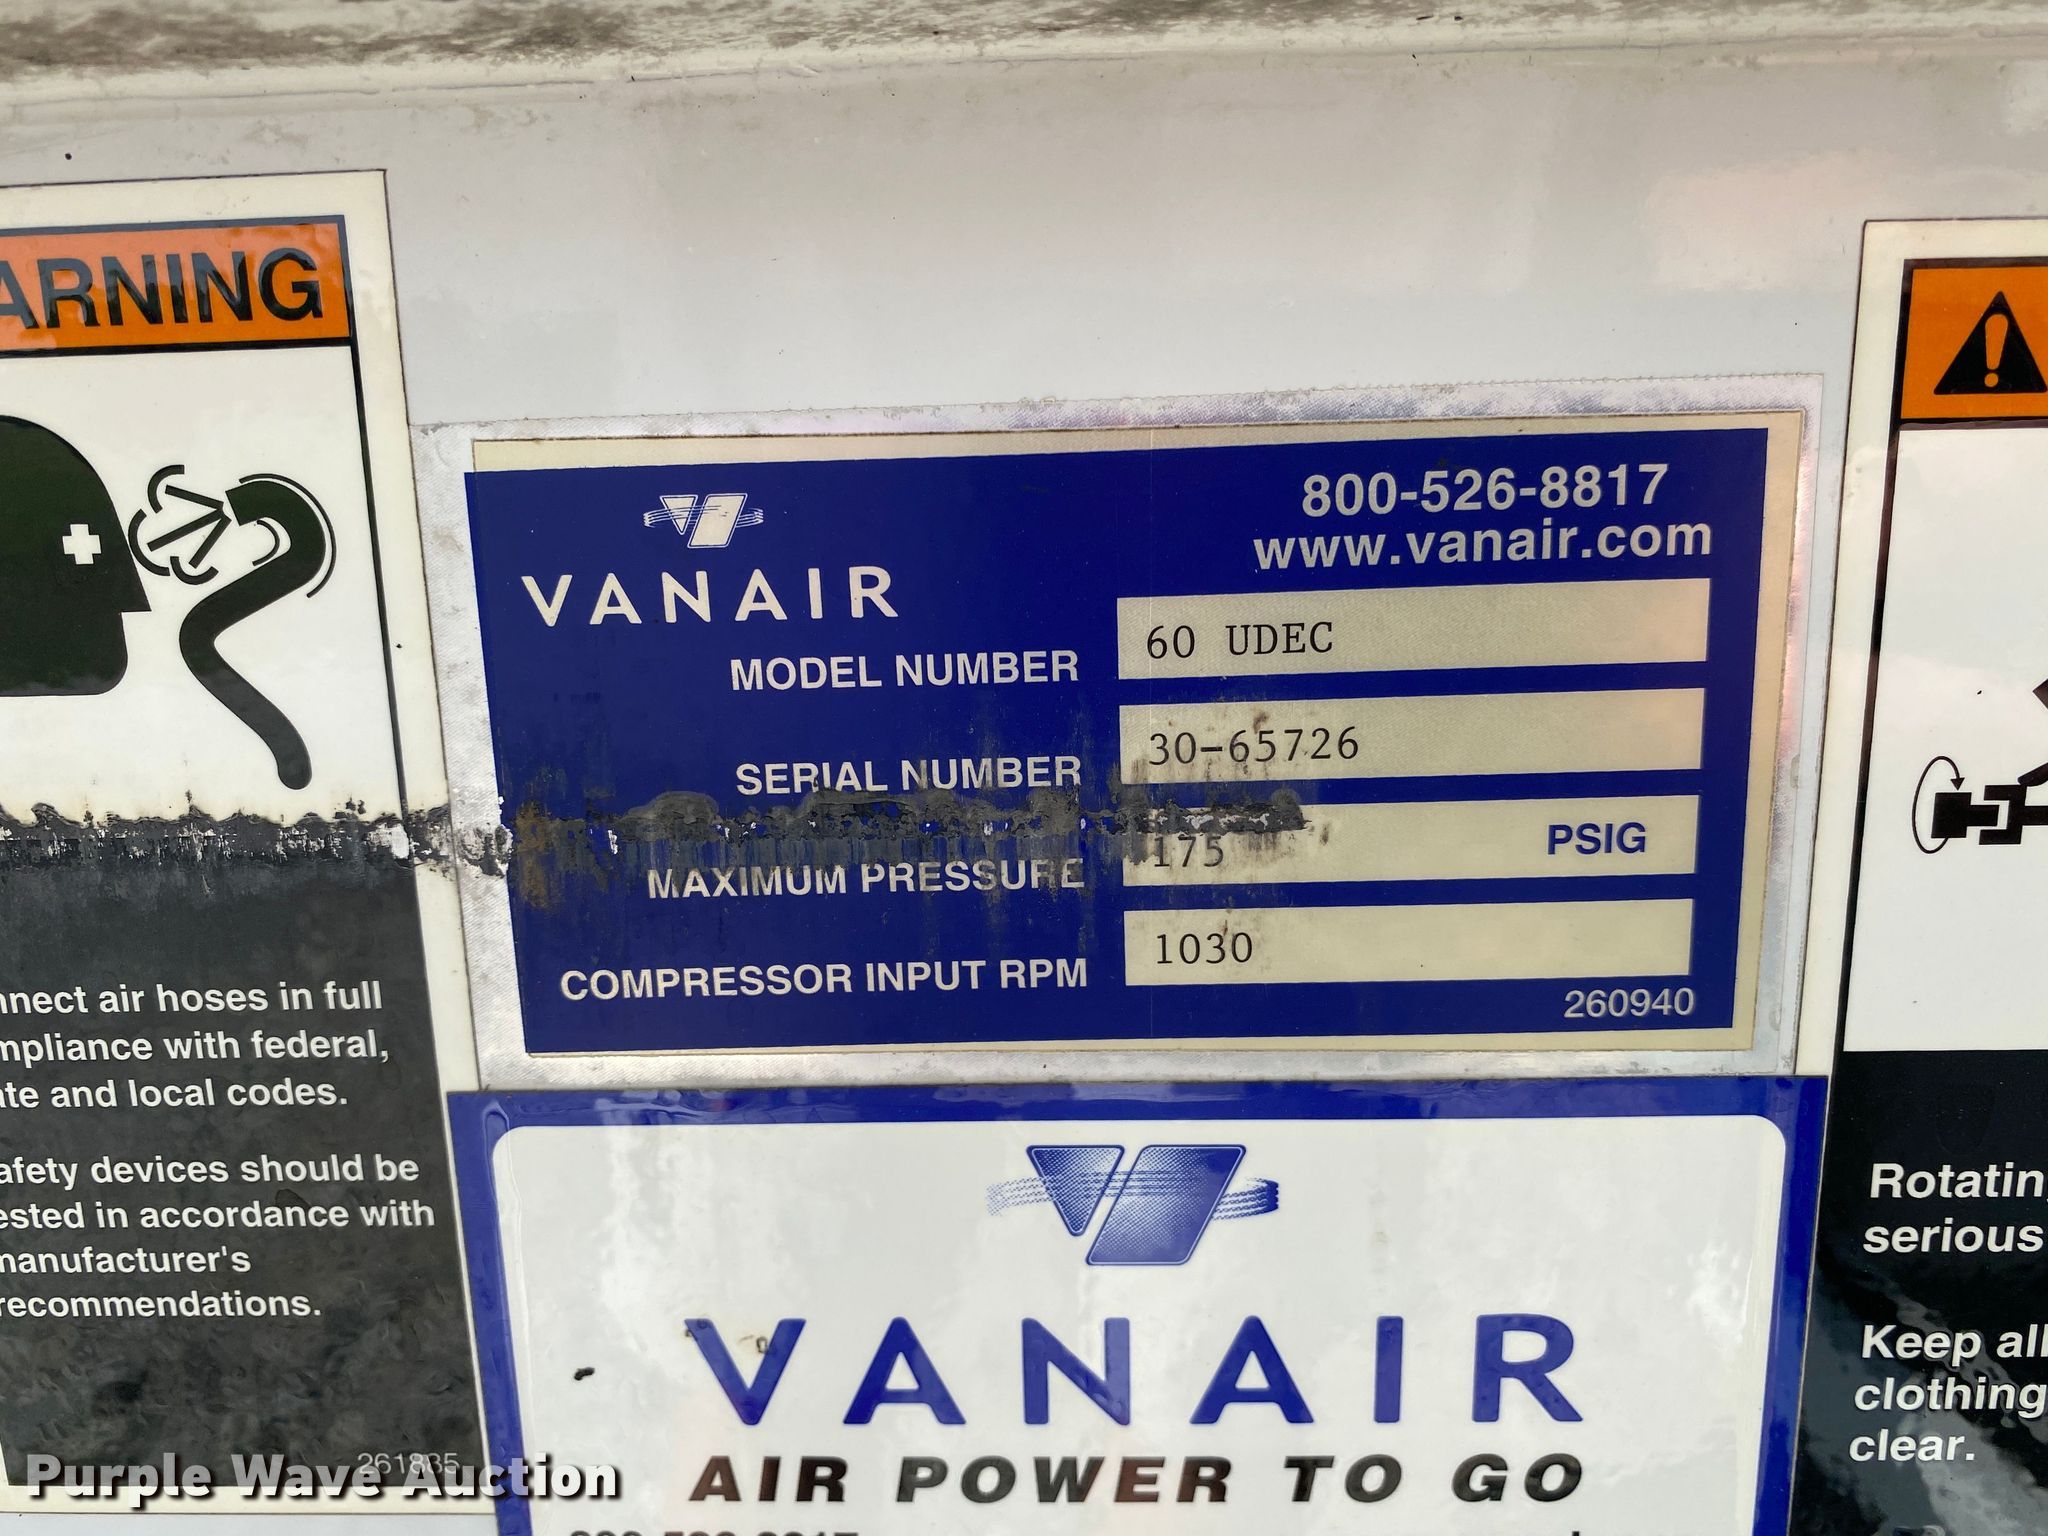 ARNING
nnect air hoses in full
mpliance with federal,
ate and local codes.
afety devices should be
ested in accordance with
manufacturer's
recommendations.
261885
VANAIR
800-526-8817
www.vanair.com
MODEL NUMBER 60 UDEC
SERIAL NUMBER 30-65726
MAXIMUM PRESSURE 175 PSIG
COMPRESSOR INPUT RPM 1030
260940
VANAIR
AIR POWER TO GO
Rotatin
serious
Keep all
clothing
clear.
Purple Wave Auction